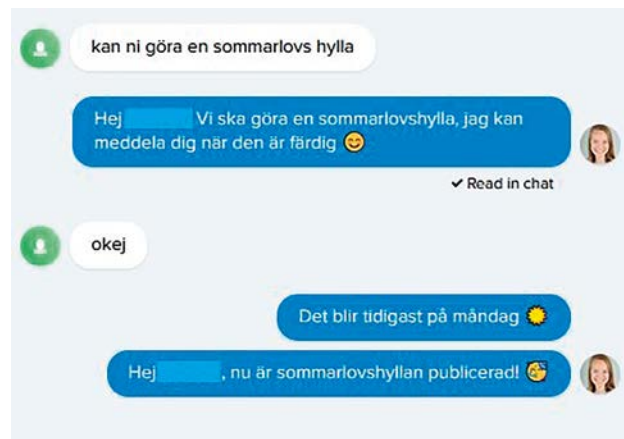 kan ni göra en sommarlovs hylla
Hej Vi ska göra en sommarlovshylla, jag kan
meddela dig när den är färdig 😊
✔ Read in chat
okej
Det blir tidigast på måndag
Hej , nu är sommarlovshyllan publicerad!